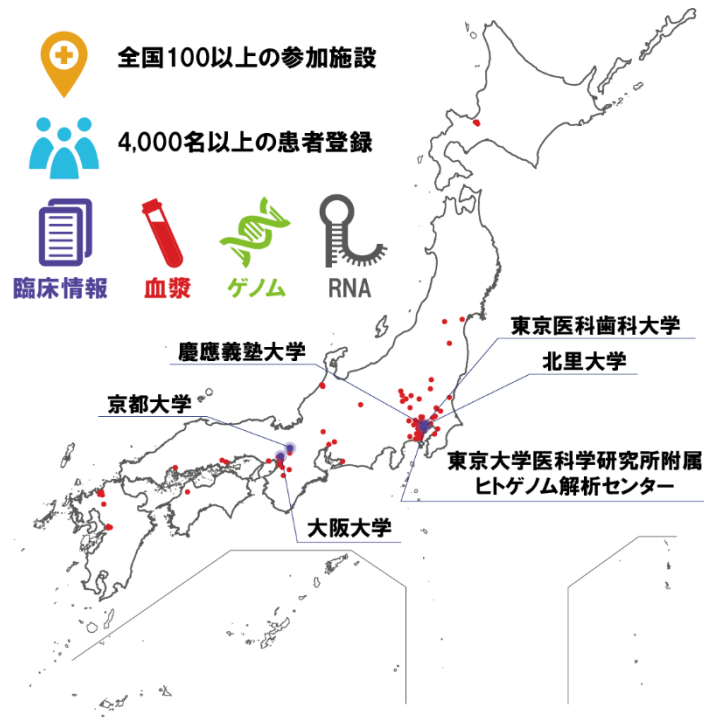 全国100以上の参加施設
4,000名以上の患者登録
臨床情報
血漿
ゲノム
RNA
東京医科歯科大学
慶應義塾大学
北里大学
京都大学
東京大学医科学研究所附属
ヒトゲノム解析センター
大阪大学